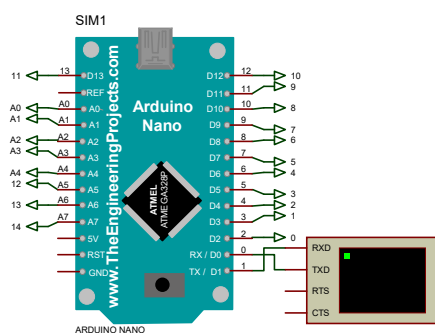 SIM1
www.TheEngineeringProjects.com
Arduino
Nano
ATMEL
ATMEGA328P
11 13 D13
REF
A0 A0 A0
A1 A1 A1
A2 A2 A2
A3 A3 A3
A4 A4 A4
12 A5 A5
13 A6 A6
14 A7 A7
5V
RST
GND
D12 12 10
D11 11 9
D10 10 8
D9 9 7
D8 8 6
D7 7 5
D6 6 4
D5 5 3
D4 4 2
D3 3 1
D2 2 0
RX / D0 0
TX / D1 1
RXD
TXD
RTS
CTS
ARDUINO NANO